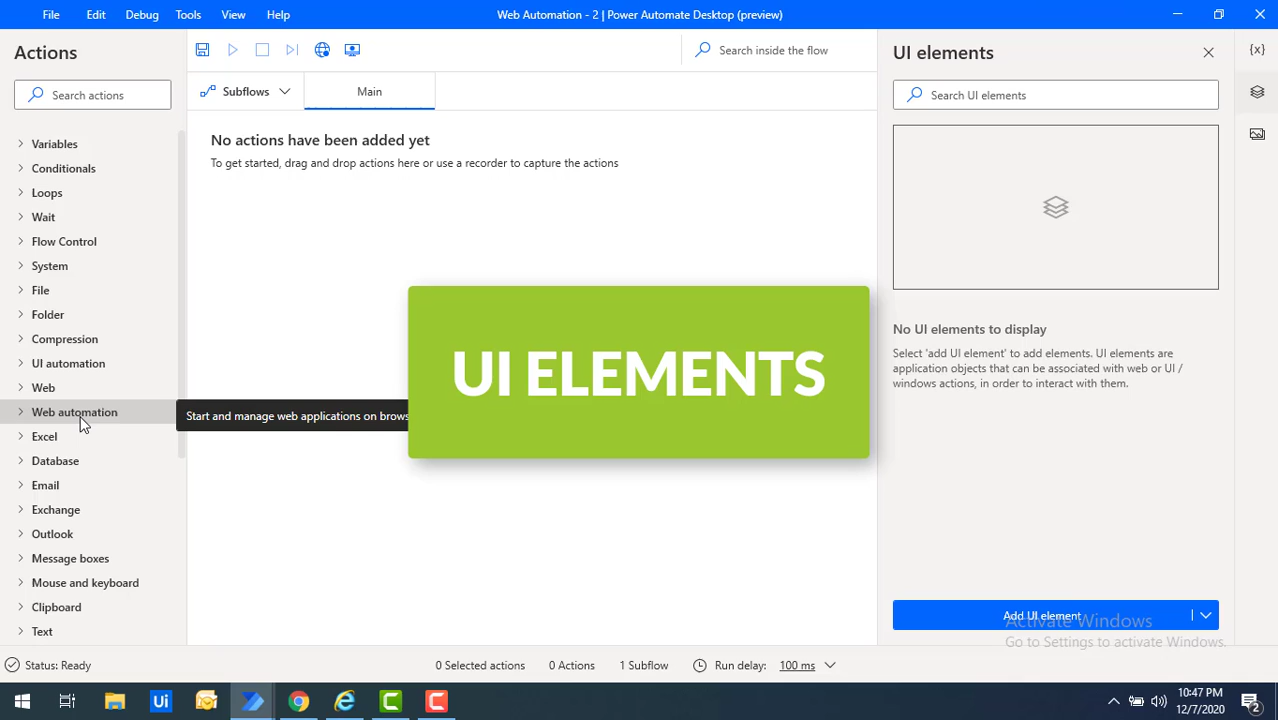 File Edit Debug Tools View Help
Web Automation - 2 | Power Automate Desktop (preview)
Actions
Search actions
Variables
Conditionals
Loops
Wait
Flow Control
System
File
Folder
Compression
UI automation
Web
Web automation
Excel
Database
Email
Exchange
Outlook
Message boxes
Mouse and keyboard
Clipboard
Text
Search inside the flow
Subflows
Main
No actions have been added yet
To get started, drag and drop actions here or use a recorder to capture the actions
Start and manage web applications on brows
UI ELEMENTS
UI elements
Search UI elements
No UI elements to display
Select 'add UI element' to add elements. UI elements are
application objects that can be associated with web or UI /
windows actions, in order to interact with them.
Add UI element
Activate Windows
Go to Settings to activate Windows.
{x}
Status: Ready
0 Selected actions
0 Actions
1 Subflow
Run delay:
100 ms
Ui
10:47 PM
12/7/2020
2